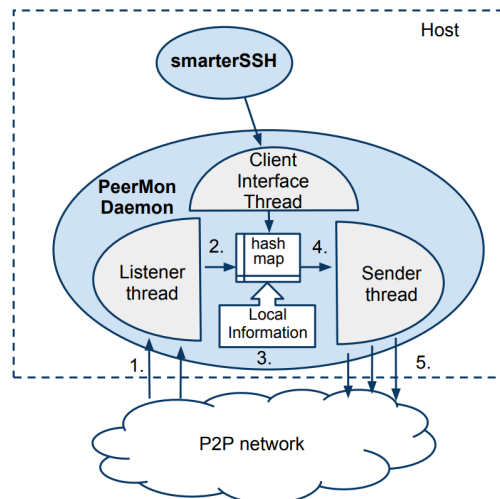 Host
smarterSSH
Client
Interface
Thread
PeerMon
Daemon
2.
hash
map
4.
Listener
thread
Sender
thread
Local
Information
3.
1.
5.
P2P network